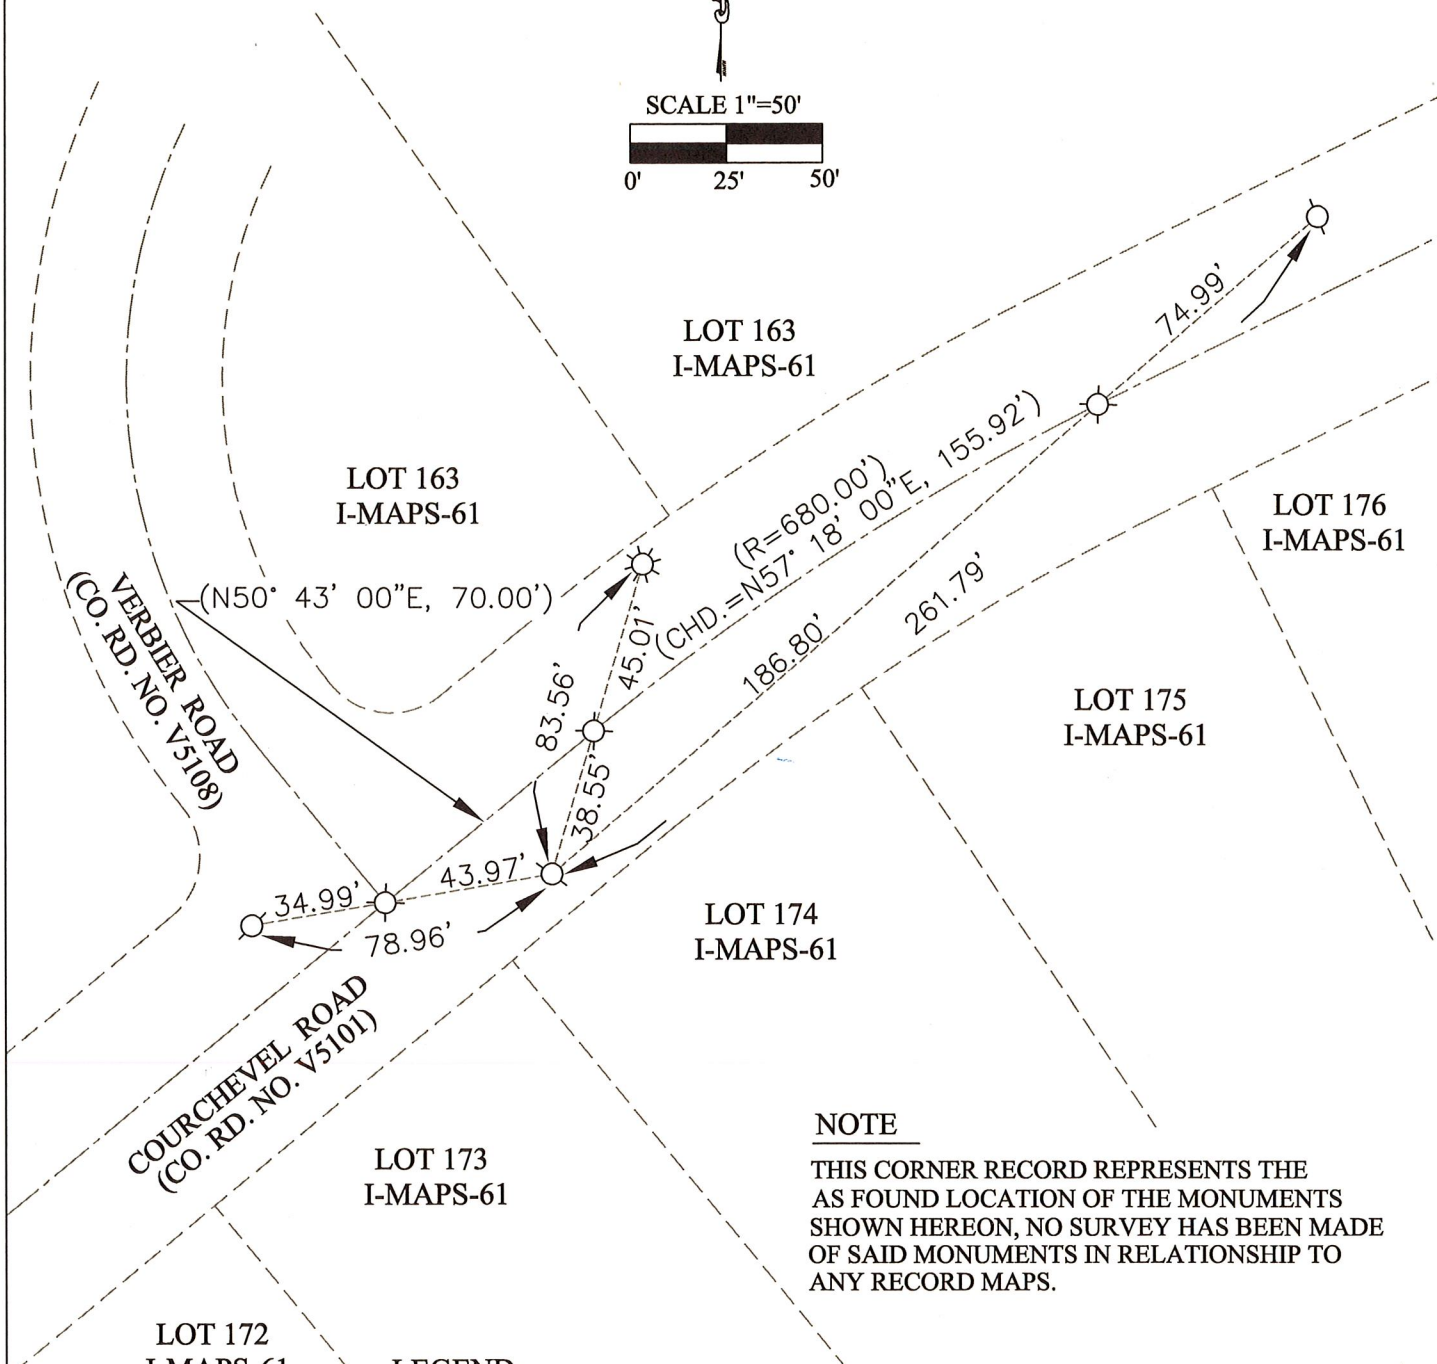 SCALE 1"=50'
0' 25' 50'
74.99'
LOT 163
I-MAPS-61
(R=680.00')
(CHD.=N57° 18' 00"E, 155.92')
LOT 163
I-MAPS-61
LOT 176
I-MAPS-61
(N50° 43' 00"E, 70.00')
VERBIER ROAD
(CO. RD. NO. V5108)
45.01'
83.56'
38.55'
186.80'
261.79'
LOT 175
I-MAPS-61
34.99'
43.97'
78.96'
LOT 174
I-MAPS-61
COURCHEVEL ROAD
(CO. RD. NO. V5101)
LOT 173
I-MAPS-61
NOTE
THIS CORNER RECORD REPRESENTS THE
AS FOUND LOCATION OF THE MONUMENTS
SHOWN HEREON, NO SURVEY HAS BEEN MADE
OF SAID MONUMENTS IN RELATIONSHIP TO
ANY RECORD MAPS.
LOT 172
I-MAPS-61
LEGEND